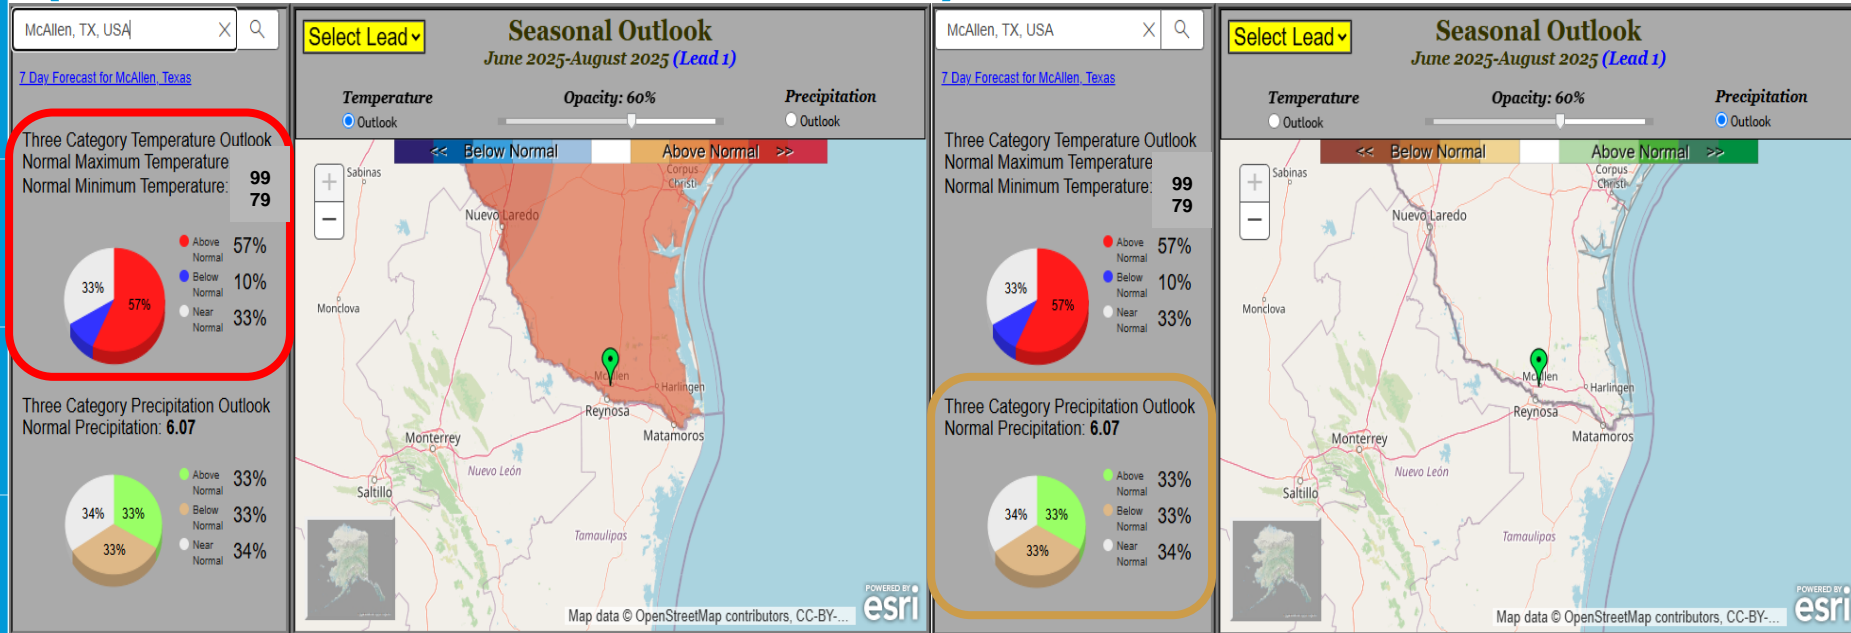 McAllen, TX, USA
7 Day Forecast for McAllen, Texas
Three Category Temperature Outlook
Normal Maximum Temperature
Normal Minimum Temperature:
99
79
33%
57%
Above Normal 57%
Below Normal 10%
Near Normal 33%
Three Category Precipitation Outlook
Normal Precipitation: 6.07
34%
33%
33%
Above Normal 33%
Below Normal 33%
Near Normal 34%
Select Lead
Seasonal Outlook
June 2025-August 2025 (Lead 1)
Temperature
Opacity: 60%
Precipitation
Outlook
Outlook
<< Below Normal
Above Normal >>
+
−
Sabinas
Corpus
Christi
Nuevo Laredo
Monclova
McAllen
Harlingen
Reynosa
Matamoros
Monterrey
Nuevo León
Saltillo
Tamaulipas
POWERED BY
esri
Map data © OpenStreetMap contributors, CC-BY-...
McAllen, TX, USA
7 Day Forecast for McAllen, Texas
Three Category Temperature Outlook
Normal Maximum Temperature
Normal Minimum Temperature:
99
79
33%
57%
Above Normal 57%
Below Normal 10%
Near Normal 33%
Three Category Precipitation Outlook
Normal Precipitation: 6.07
34%
33%
33%
Above Normal 33%
Below Normal 33%
Near Normal 34%
Select Lead
Seasonal Outlook
June 2025-August 2025 (Lead 1)
Temperature
Opacity: 60%
Precipitation
Outlook
Outlook
<< Below Normal
Above Normal >>
+
−
Sabinas
Corpus
Christi
Nuevo Laredo
Monclova
McAllen
Harlingen
Reynosa
Matamoros
Monterrey
Nuevo León
Saltillo
Tamaulipas
POWERED BY
esri
Map data © OpenStreetMap contributors, CC-BY-...